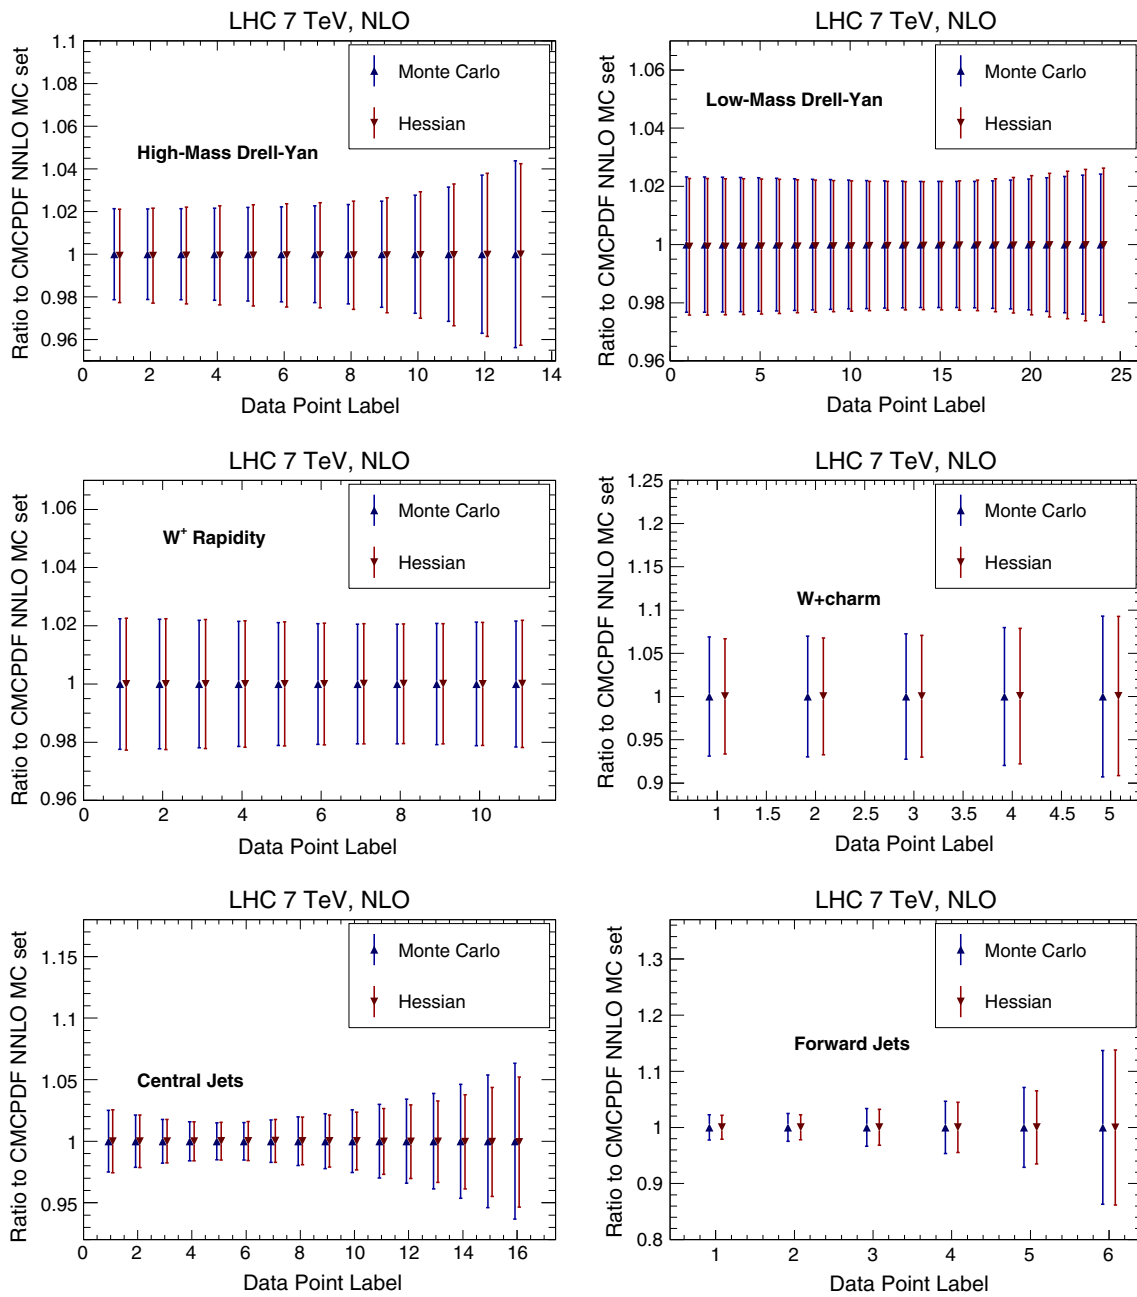 LHC 7 TeV, NLO
Ratio to CMCPDF NNLO MC set
1.1
1.08
1.06
1.04
1.02
1
0.98
0.96
Monte Carlo
Hessian
High-Mass Drell-Yan
0 2 4 6 8 10 12 14
Data Point Label
LHC 7 TeV, NLO
Ratio to CMCPDF NNLO MC set
1.06
1.04
1.02
1
0.98
0.96
Monte Carlo
Hessian
Low-Mass Drell-Yan
0 5 10 15 20 25
Data Point Label
LHC 7 TeV, NLO
Ratio to CMCPDF NNLO MC set
1.06
1.04
1.02
1
0.98
0.96
Monte Carlo
Hessian
W+ Rapidity
0 2 4 6 8 10
Data Point Label
LHC 7 TeV, NLO
Ratio to CMCPDF NNLO MC set
1.25
1.2
1.15
1.1
1.05
1
0.95
0.9
Monte Carlo
Hessian
W+charm
1 1.5 2 2.5 3 3.5 4 4.5 5
Data Point Label
LHC 7 TeV, NLO
Ratio to CMCPDF NNLO MC set
1.15
1.1
1.05
1
0.95
Monte Carlo
Hessian
Central Jets
0 2 4 6 8 10 12 14 16
Data Point Label
LHC 7 TeV, NLO
Ratio to CMCPDF NNLO MC set
1.3
1.2
1.1
1
0.9
0.8
Monte Carlo
Hessian
Forward Jets
1 2 3 4 5 6
Data Point Label